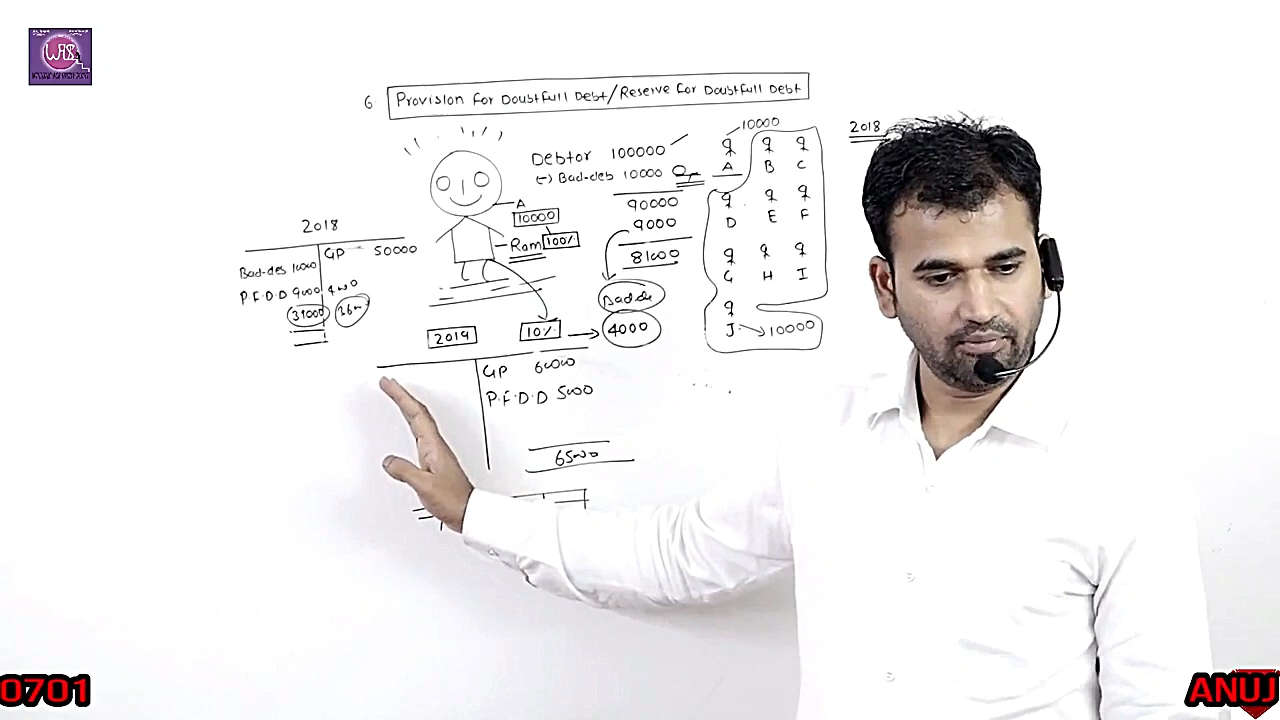 6 Provision for Doubtfull Debt/Reserve for Doubtfull Debt
2018
GP 50000
Bad-des 10000
P.F.D.D 9000
31000
A
10000
Ram 100%
Debtor 100000
(-) Bad-deb 10000
90000
9000
81000
Bad de
4000
10000
A B C
D E F
G H I
J 10000
2018
2019 10%
GP 60000
P.F.D.D 5000
65000
0701
ANUJ